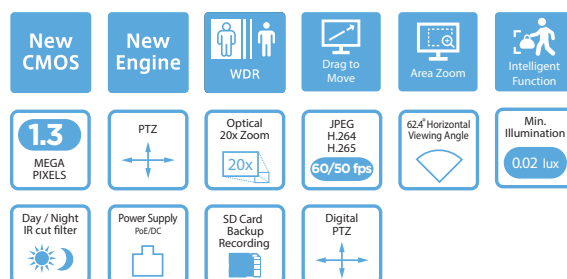 New
CMOS
New
Engine
WDR
Drag to
Move
Area Zoom
Intelligent
Function
1.3
MEGA
PIXELS
PTZ
Optical
20x Zoom
20x
JPEG
H.264
H.265
60/50 fps
62.4° Horizontal
Viewing Angle
Min.
Illumination
0.02 lux
Day / Night
IR cut filter
Power Supply
PoE/DC
SD Card
Backup
Recording
Digital
PTZ